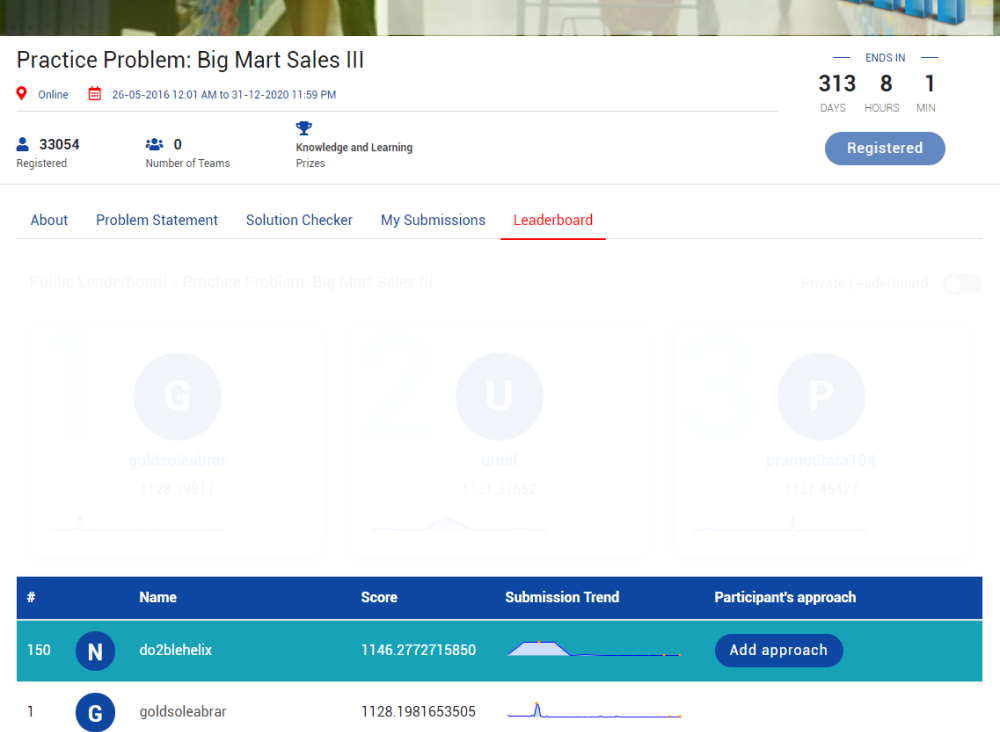 Practice Problem: Big Mart Sales III
Online 26-05-2016 12:01 AM to 31-12-2020 11:59 PM
ENDS IN
313 8 1
DAYS HOURS MIN
33054
Registered
0
Number of Teams
Knowledge and Learning
Prizes
Registered
About Problem Statement Solution Checker My Submissions Leaderboard
Public Leaderboard - Practice Problem: Big Mart Sales III Private Leaderboard
1 2 3
G U P
goldsoleabrar urmil pramodtata184
1128.19817 1131.37552 1131.45427
# Name Score Submission Trend Participant's approach
150 N do2blehelix 1146.2772715850 Add approach
1 G goldsoleabrar 1128.1981653505